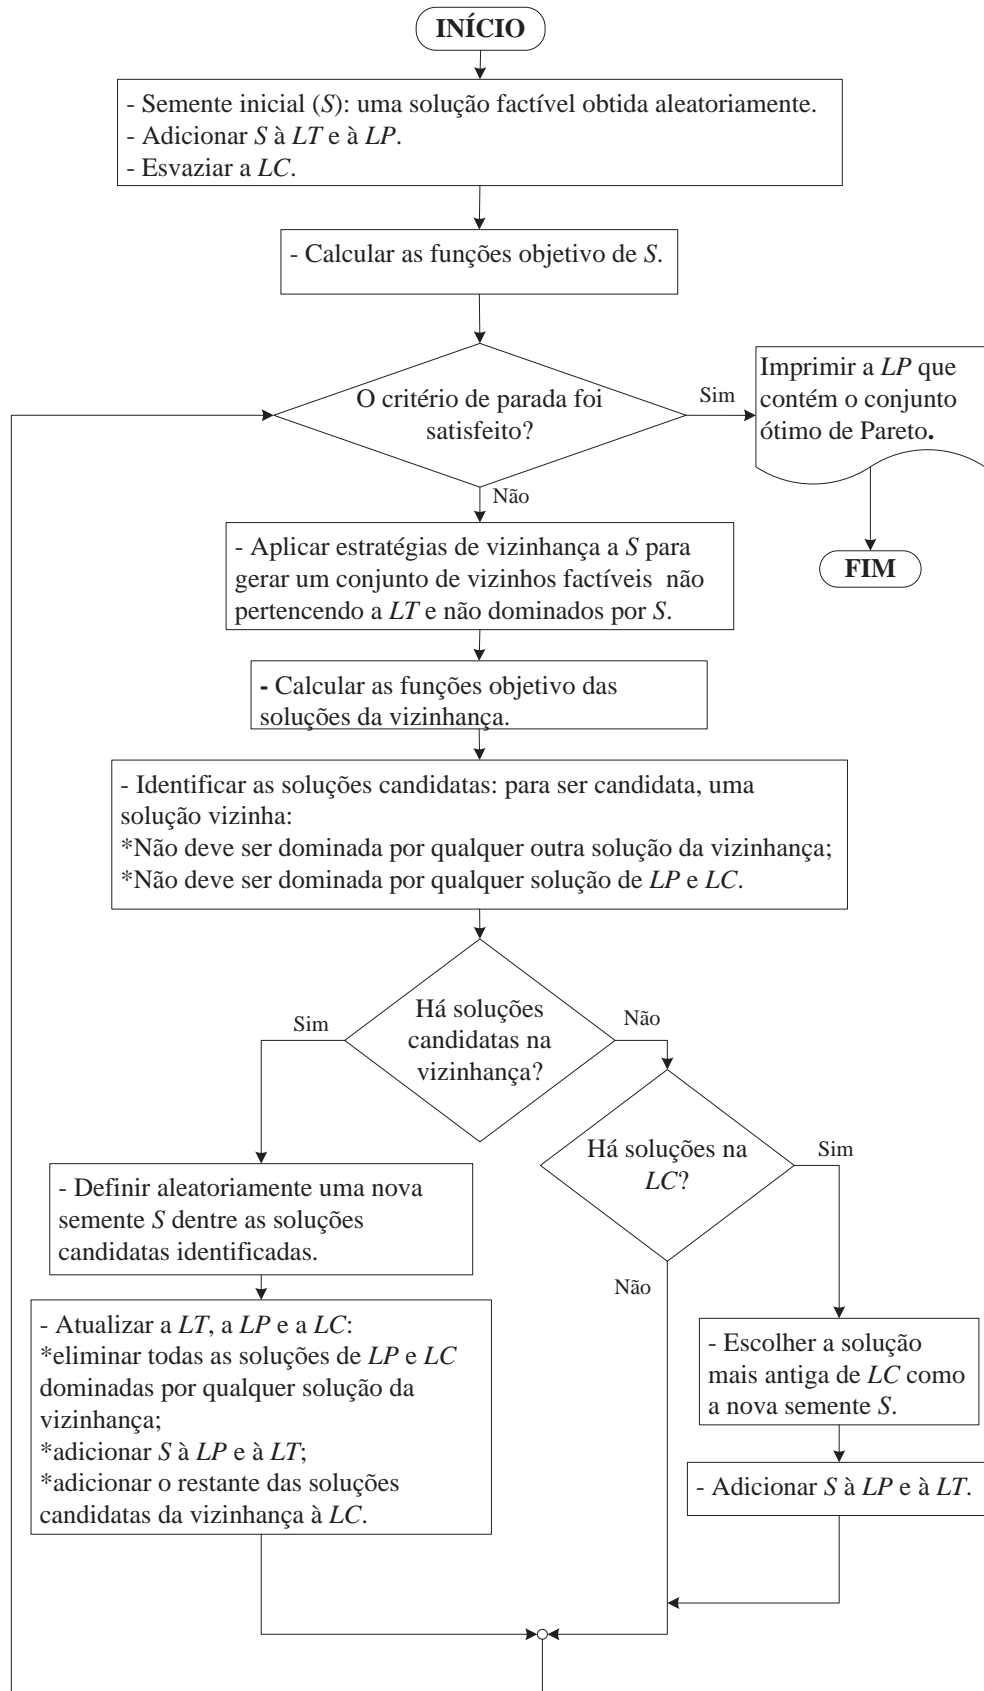 INÍCIO
- Semente inicial (S): uma solução factível obtida aleatoriamente.
- Adicionar S à LT e à LP.
- Esvaziar a LC.
- Calcular as funções objetivo de S.
O critério de parada foi
satisfeito?
Sim
Imprimir a LP que
contém o conjunto
ótimo de Pareto.
FIM
Não
- Aplicar estratégias de vizinhança a S para
gerar um conjunto de vizinhos factíveis não
pertencendo a LT e não dominados por S.
- Calcular as funções objetivo das
soluções da vizinhança.
- Identificar as soluções candidatas: para ser candidata, uma
solução vizinha:
*Não deve ser dominada por qualquer outra solução da vizinhança;
*Não deve ser dominada por qualquer solução de LP e LC.
Há soluções
candidatas na
vizinhança?
Sim
Não
- Definir aleatoriamente uma nova
semente S dentre as soluções
candidatas identificadas.
- Atualizar a LT, a LP e a LC:
*eliminar todas as soluções de LP e LC
dominadas por qualquer solução da
vizinhança;
*adicionar S à LP e à LT;
*adicionar o restante das soluções
candidatas da vizinhança à LC.
Há soluções na
LC?
Sim
Não
- Escolher a solução
mais antiga de LC como
a nova semente S.
- Adicionar S à LP e à LT.